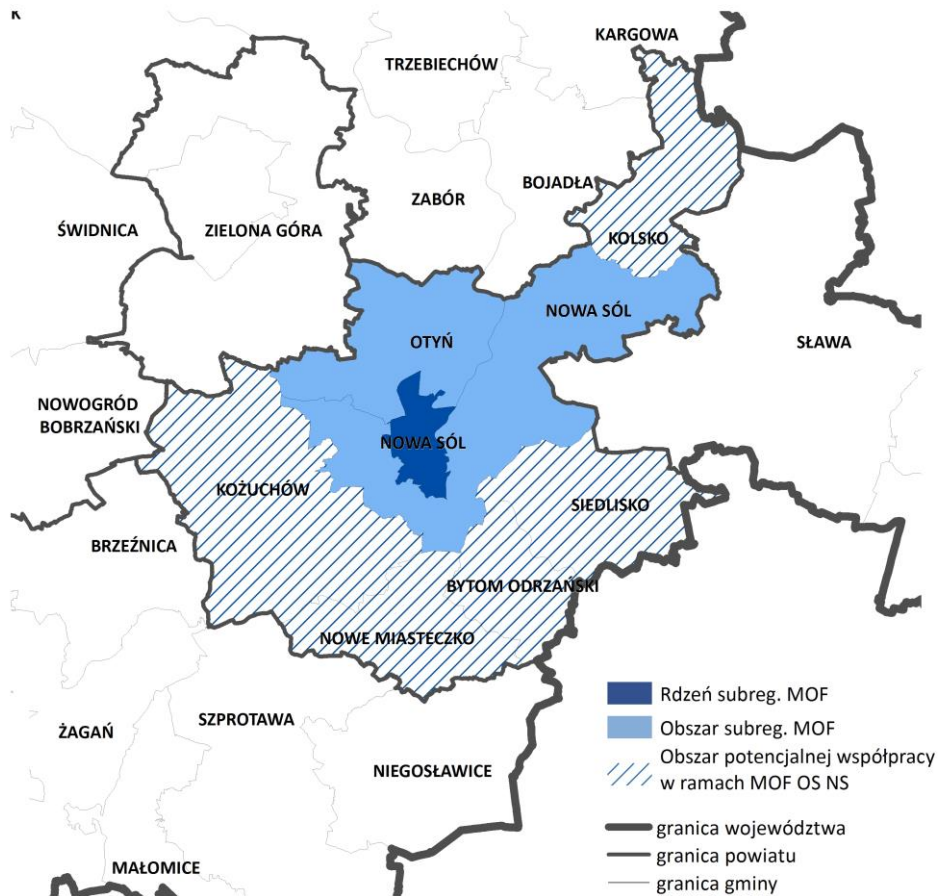 K
KARGOWA
TRZEBIECHÓW
BOJADŁA
ZABÓR
ŚWIDNICA
ZIELONA GÓRA
KOLSKO
NOWA SÓL
OTYŃ
SŁAWA
NOWOGRÓD
BOBRZAŃSKI
NOWA SÓL
KOŻUCHÓW
SIEDLISKO
BRZEŹNICA
BYTOM ODRZAŃSKI
NOWE MIASTECZKO
SZPROTAWA
ŻAGAŃ
NIEGOSŁAWICE
MAŁOMICE
Rdzeń subreg. MOF
Obszar subreg. MOF
Obszar potencjalnej współpracy
w ramach MOF OS NS
granica województwa
granica powiatu
granica gminy